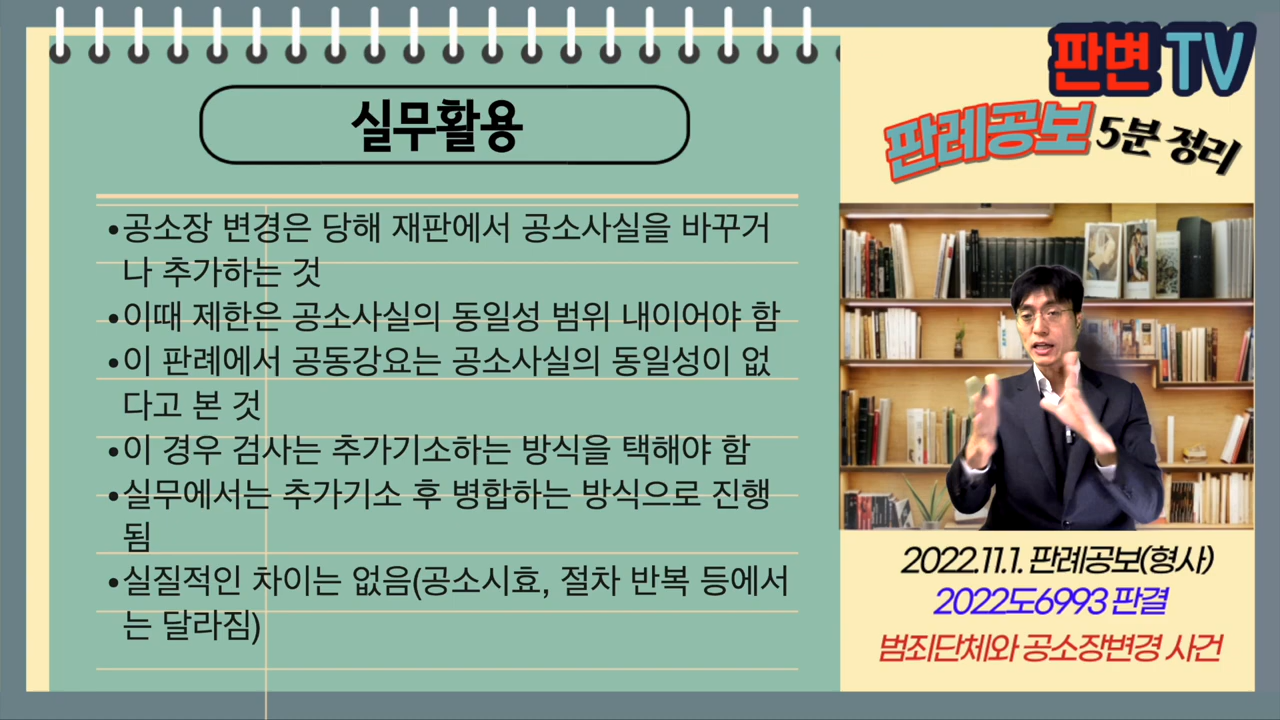 실무활용
•공소장 변경은 당해 재판에서 공소사실을 바꾸거
나 추가하는 것
•이때 제한은 공소사실의 동일성 범위 내이어야 함
•이 판례에서 공동강요는 공소사실의 동일성이 없
다고 본 것
•이 경우 검사는 추가기소하는 방식을 택해야 함
•실무에서는 추가기소 후 병합하는 방식으로 진행
됨
•실질적인 차이는 없음(공소시효, 절차 반복 등에서
는 달라짐)
판변 TV
판례공보 5분 정리
2022.11.1. 판례공보(형사)
2022도6993 판결
범죄단체와 공소장변경 사건